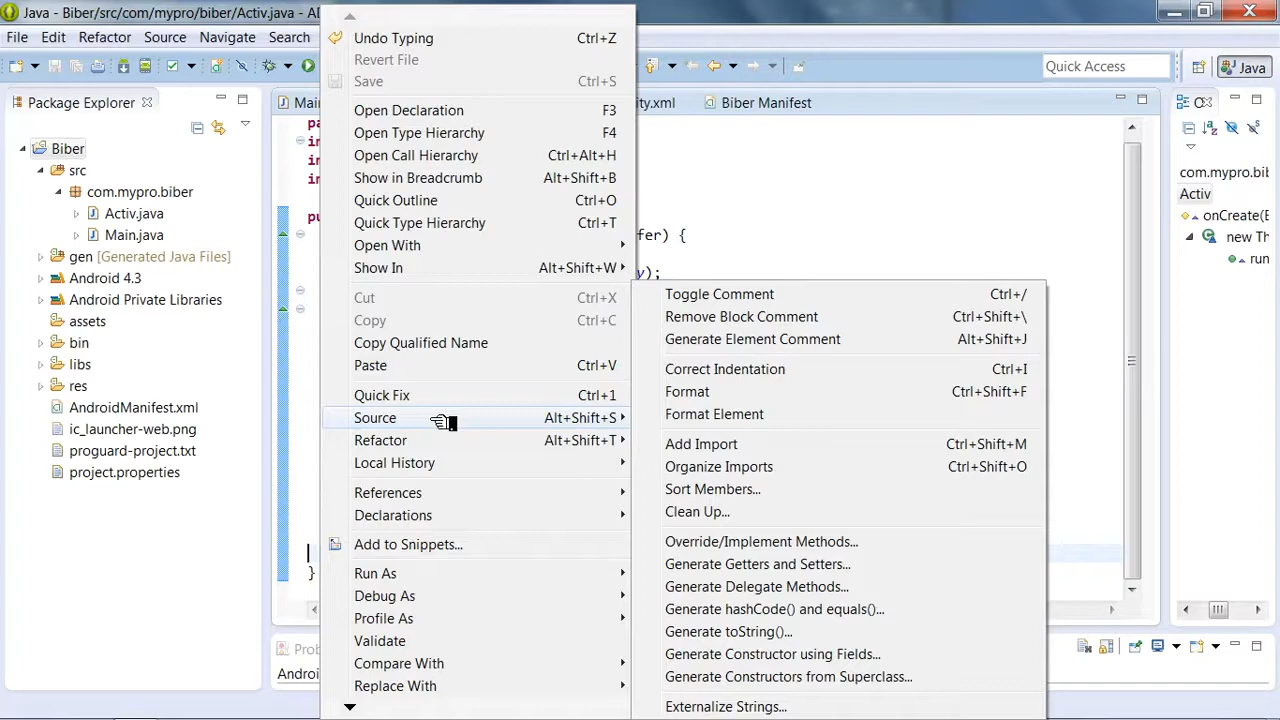 Java - Biber/src/com/mypro/biber/Activ.java - A
File Edit Refactor Source Navigate Search
Quick Access
Java
Package Explorer
Biber
src
com.mypro.biber
Activ.java
Main.java
gen [Generated Java Files]
Android 4.3
Android Private Libraries
assets
bin
libs
res
AndroidManifest.xml
ic_launcher-web.png
proguard-project.txt
project.properties
Undo Typing Ctrl+Z
Revert File
Save Ctrl+S
Open Declaration F3
Open Type Hierarchy F4
Open Call Hierarchy Ctrl+Alt+H
Show in Breadcrumb Alt+Shift+B
Quick Outline Ctrl+O
Quick Type Hierarchy Ctrl+T
Open With
Show In Alt+Shift+W
Cut Ctrl+X
Copy Ctrl+C
Copy Qualified Name
Paste Ctrl+V
Quick Fix Ctrl+1
Source Alt+Shift+S
Refactor Alt+Shift+T
Local History
References
Declarations
Add to Snippets...
Run As
Debug As
Profile As
Validate
Compare With
Replace With
Toggle Comment Ctrl+/
Remove Block Comment Ctrl+Shift+\
Generate Element Comment Alt+Shift+J
Correct Indentation Ctrl+I
Format Ctrl+Shift+F
Format Element
Add Import Ctrl+Shift+M
Organize Imports Ctrl+Shift+O
Sort Members...
Clean Up...
Override/Implement Methods...
Generate Getters and Setters...
Generate Delegate Methods...
Generate hashCode() and equals()...
Generate toString()...
Generate Constructor using Fields...
Generate Constructors from Superclass...
Externalize Strings...
Main
ity.xml
Biber Manifest
pa
im
im
im
pu
fer) {
y);
}
com.mypro.bib
Activ
onCreate(B
new Th
run
Prob
Androi